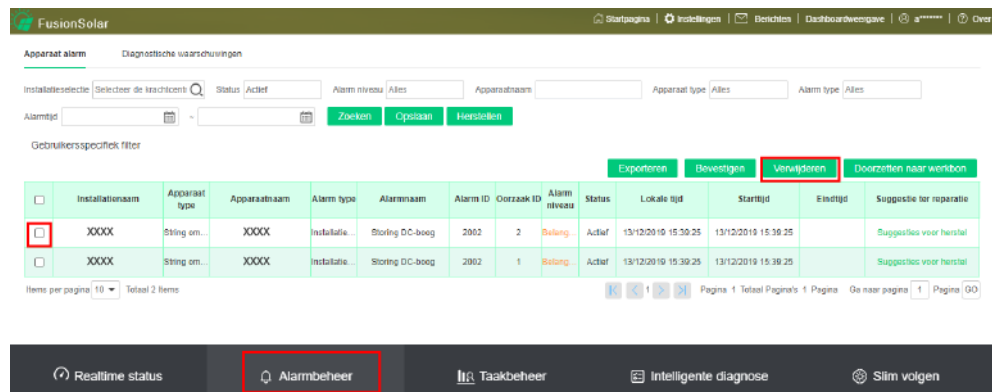 FusionSolar Startpagina | Instellingen | Berichten | Dashboardweergave | a******* | Over
Apparaat alarm Diagnostische waarschuwingen
Installatieselectie Selecteer de krachtcentr Status Actief Alarm niveau Alles Apparaatnaam Apparaat type Alles Alarm type Alles
Alarmtijd ~ Zoeken Opslaan Herstellen
Gebruikersspecifiek filter
Exporteren Bevestigen Verwijderen Doorzetten naar werkbon
Installatienaam Apparaat type Apparaatnaam Alarm type Alarmnaam Alarm ID Oorzaak ID Alarm niveau Status Lokale tijd Starttijd Eindtijd Suggestie ter reparatie
XXXX String om... XXXX Installatie... Storing DC-boog 2002 2 Belang... Actief 13/12/2019 15:39:25 13/12/2019 15:39:25 Suggesties voor herstel
XXXX String om... XXXX Installatie... Storing DC-boog 2002 1 Belang... Actief 13/12/2019 15:39:25 13/12/2019 15:39:25 Suggesties voor herstel
Items per pagina 10 Totaal 2 Items 1 Pagina 1 Totaal Pagina's 1 Pagina Ga naar pagina 1 Pagina GO
Realtime status Alarmbeheer Taakbeheer Intelligente diagnose Slim volgen